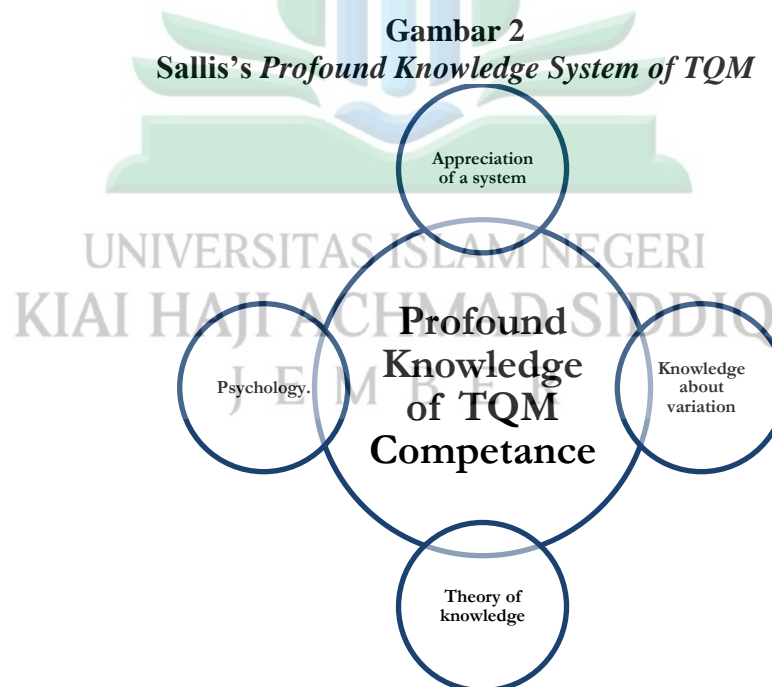 Gambar 2
Sallis's Profound Knowledge System of TQM
Appreciation
of a system
UNIVERSITAS ISLAM NEGERI
KIAI HAJI ACHMAD SIDDIQ
JEMBER
Profound
Knowledge
of TQM
Competance
Psychology.
Knowledge
about
variation
Theory of
knowledge